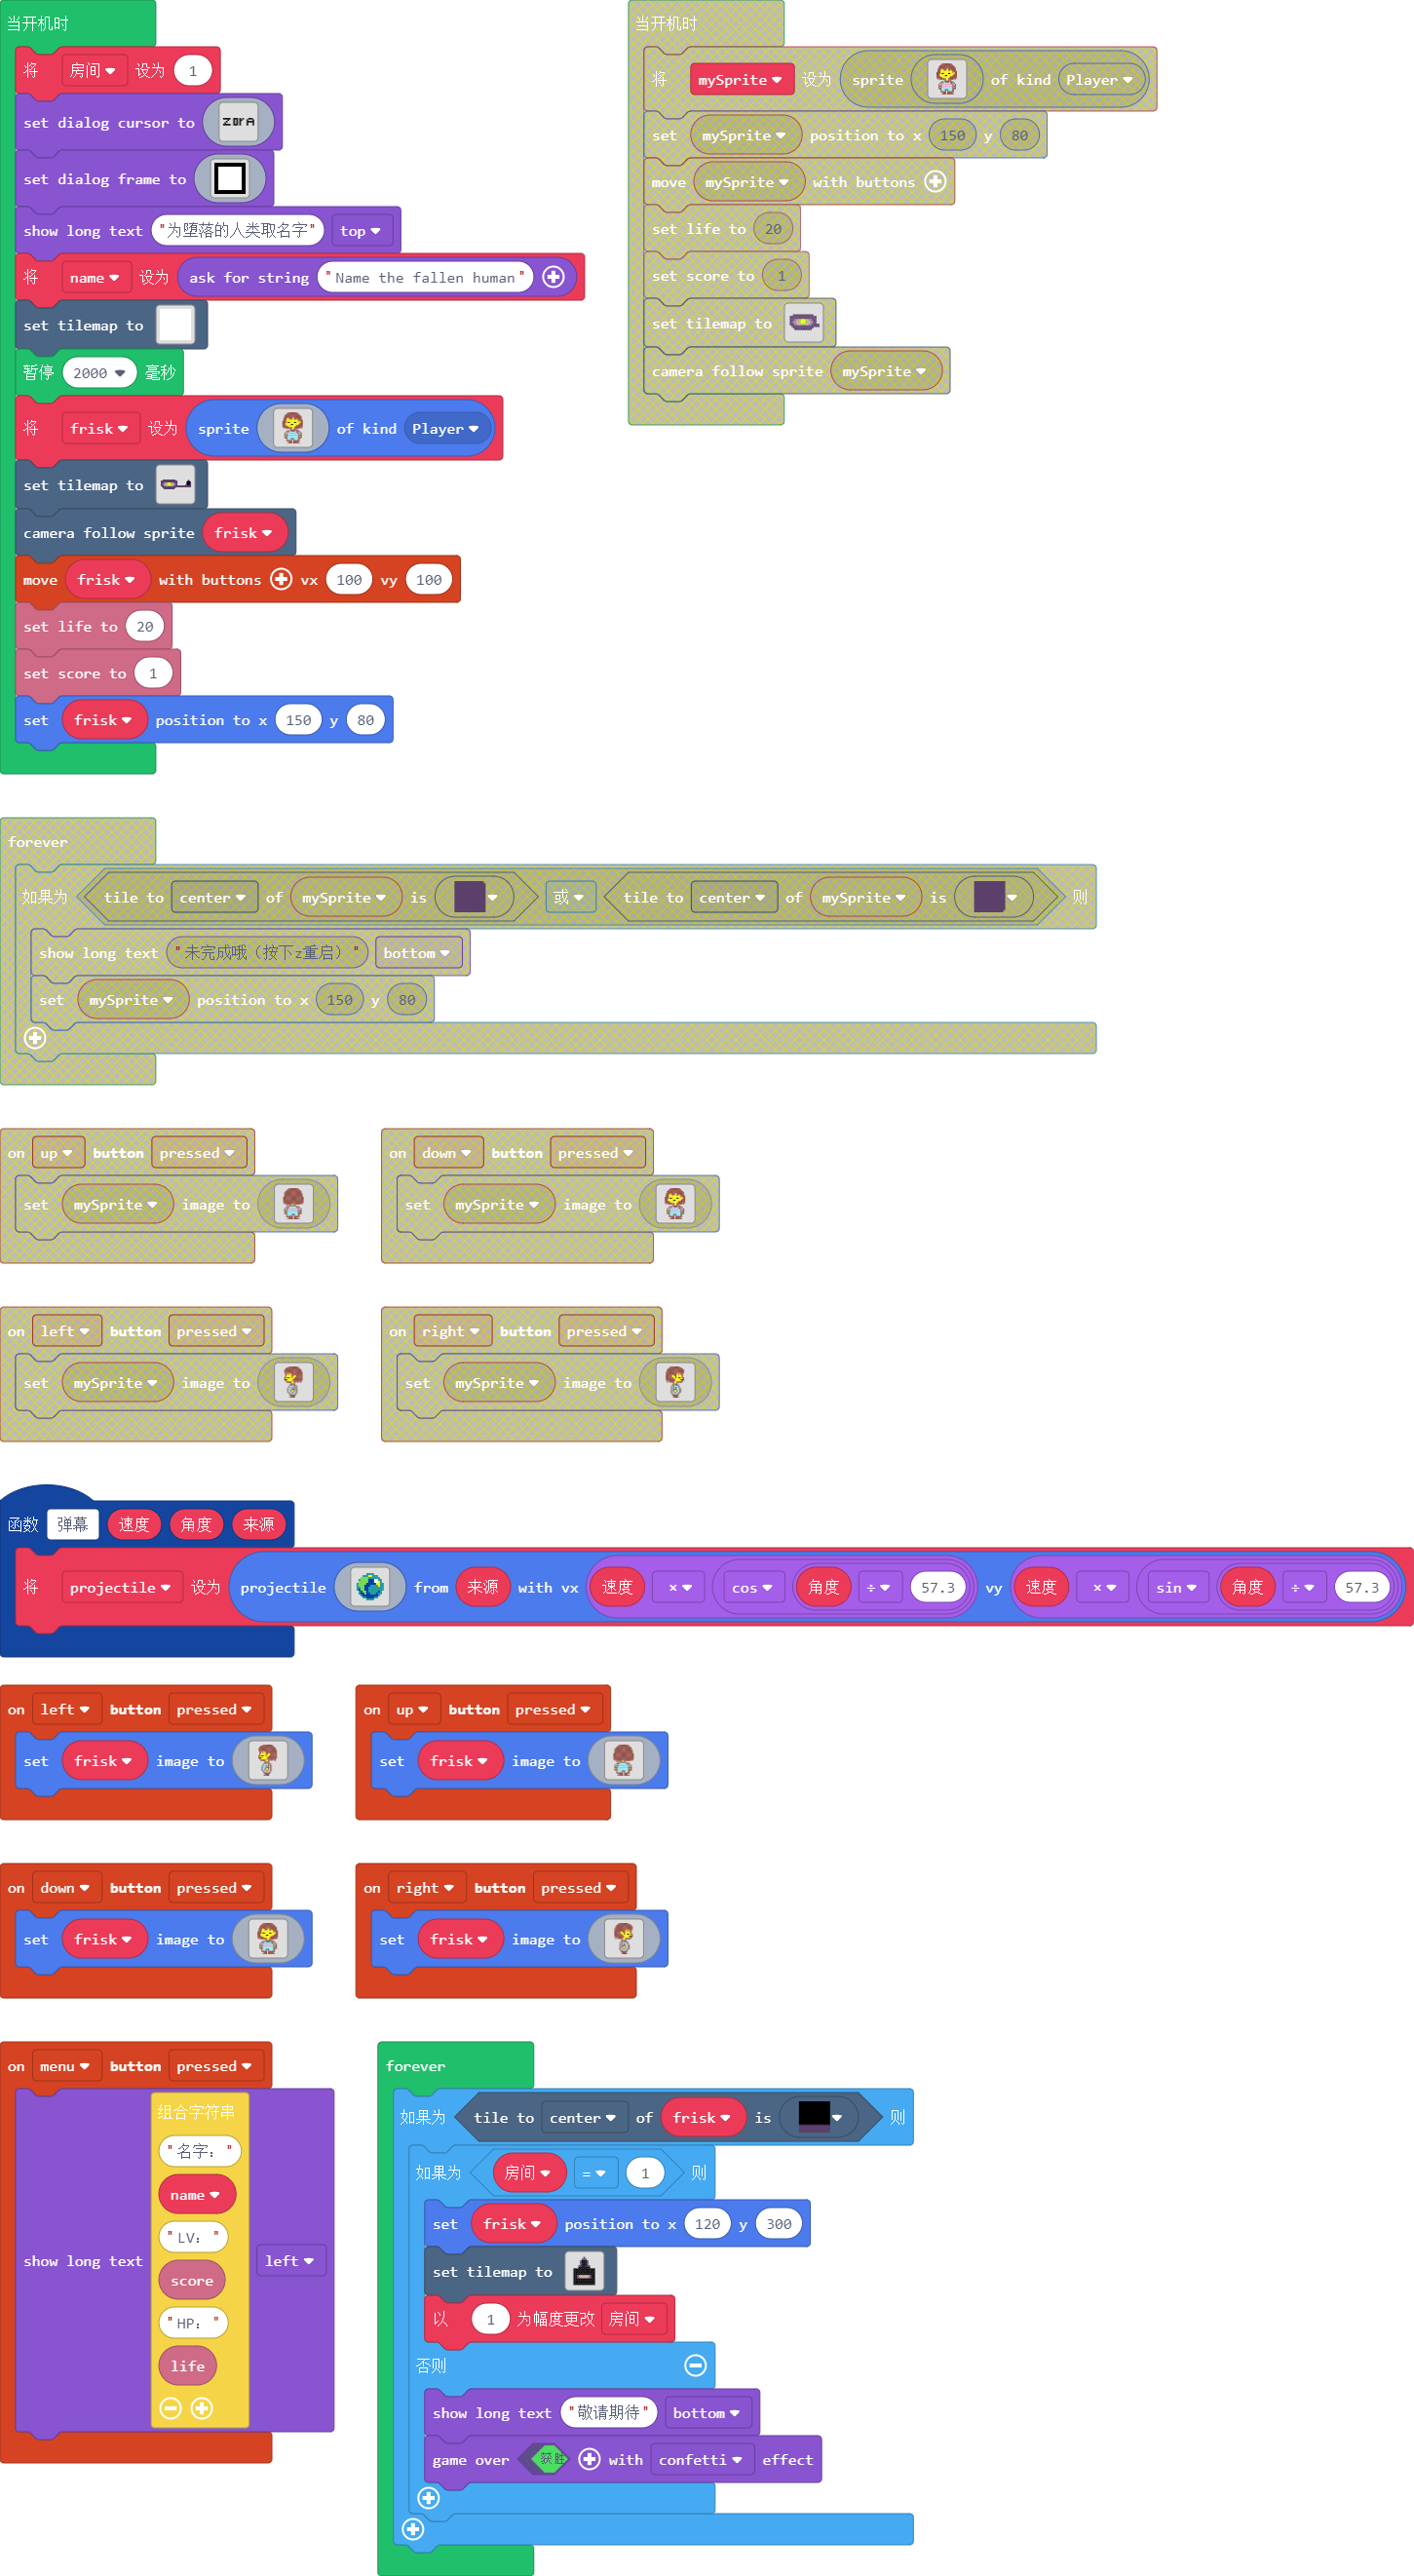 当开机时
将 房间 设为 1
set dialog cursor to ZOrA
set dialog frame to
show long text "为堕落的人类取名字" top
将 name 设为 ask for string "Name the fallen human"
set tilemap to
暂停 2000 毫秒
将 frisk 设为 sprite of kind Player
set tilemap to
camera follow sprite frisk
move frisk with buttons vx 100 vy 100
set life to 20
set score to 1
set frisk position to x 150 y 80
当开机时
将 mySprite 设为 sprite of kind Player
set mySprite position to x 150 y 80
move mySprite with buttons
set life to 20
set score to 1
set tilemap to
camera follow sprite mySprite
forever
如果为 tile to center of mySprite is 或 tile to center of mySprite is 则
show long text "未完成哦（按下z重启）" bottom
set mySprite position to x 150 y 80
on up button pressed
set mySprite image to
on down button pressed
set mySprite image to
on left button pressed
set mySprite image to
on right button pressed
set mySprite image to
函数 弹幕 速度 角度 来源
将 projectile 设为 projectile from 来源 with vx 速度 × cos 角度 ÷ 57.3 vy 速度 × sin 角度 ÷ 57.3
on left button pressed
set frisk image to
on up button pressed
set frisk image to
on down button pressed
set frisk image to
on right button pressed
set frisk image to
on menu button pressed
show long text 组合字符串 left
"名字："
name
"LV："
score
"HP："
life
forever
如果为 tile to center of frisk is 则
如果为 房间 = 1 则
set frisk position to x 120 y 300
set tilemap to
以 1 为幅度更改 房间
否则
show long text "敬请期待" bottom
game over 获胜 with confetti effect